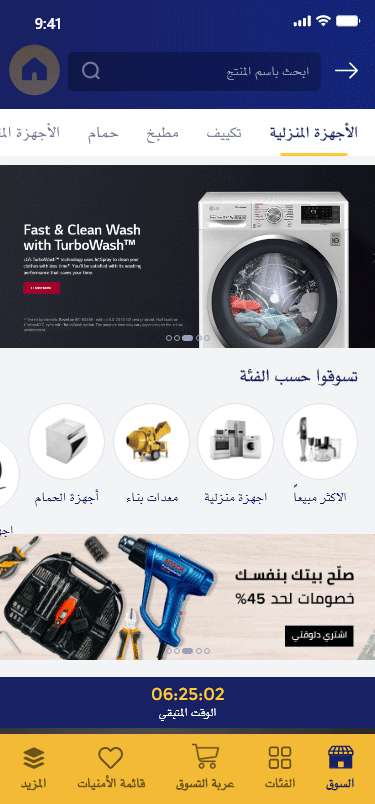 9:41
ابحث باسم المنتج
الأجهزة المنزلية
تكييف
مطبخ
حمام
الأجهزة
Fast & Clean Wash
with TurboWash™
تسوقوا حسب الفئة
الاكثر مبيعاً
اجهزة منزلية
معدات بناء
أجهزة الحمام
صلّح بيتك بنفسك
خصومات لحد 45%
اشتري دلوقتي
06:25:02
الوقت المتبقي
السوق
الفئات
عربة التسوق
قائمة الأمنيات
المزيد